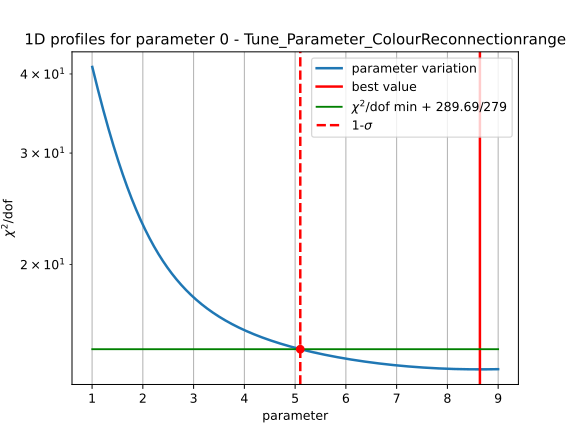 1D profiles for parameter 0 - Tune_Parameter_ColourReconnectionrange
parameter variation
best value
χ²/dof min + 289.69/279
1-σ
4 × 10¹
3 × 10¹
2 × 10¹
χ²/dof
1 2 3 4 5 6 7 8 9
parameter